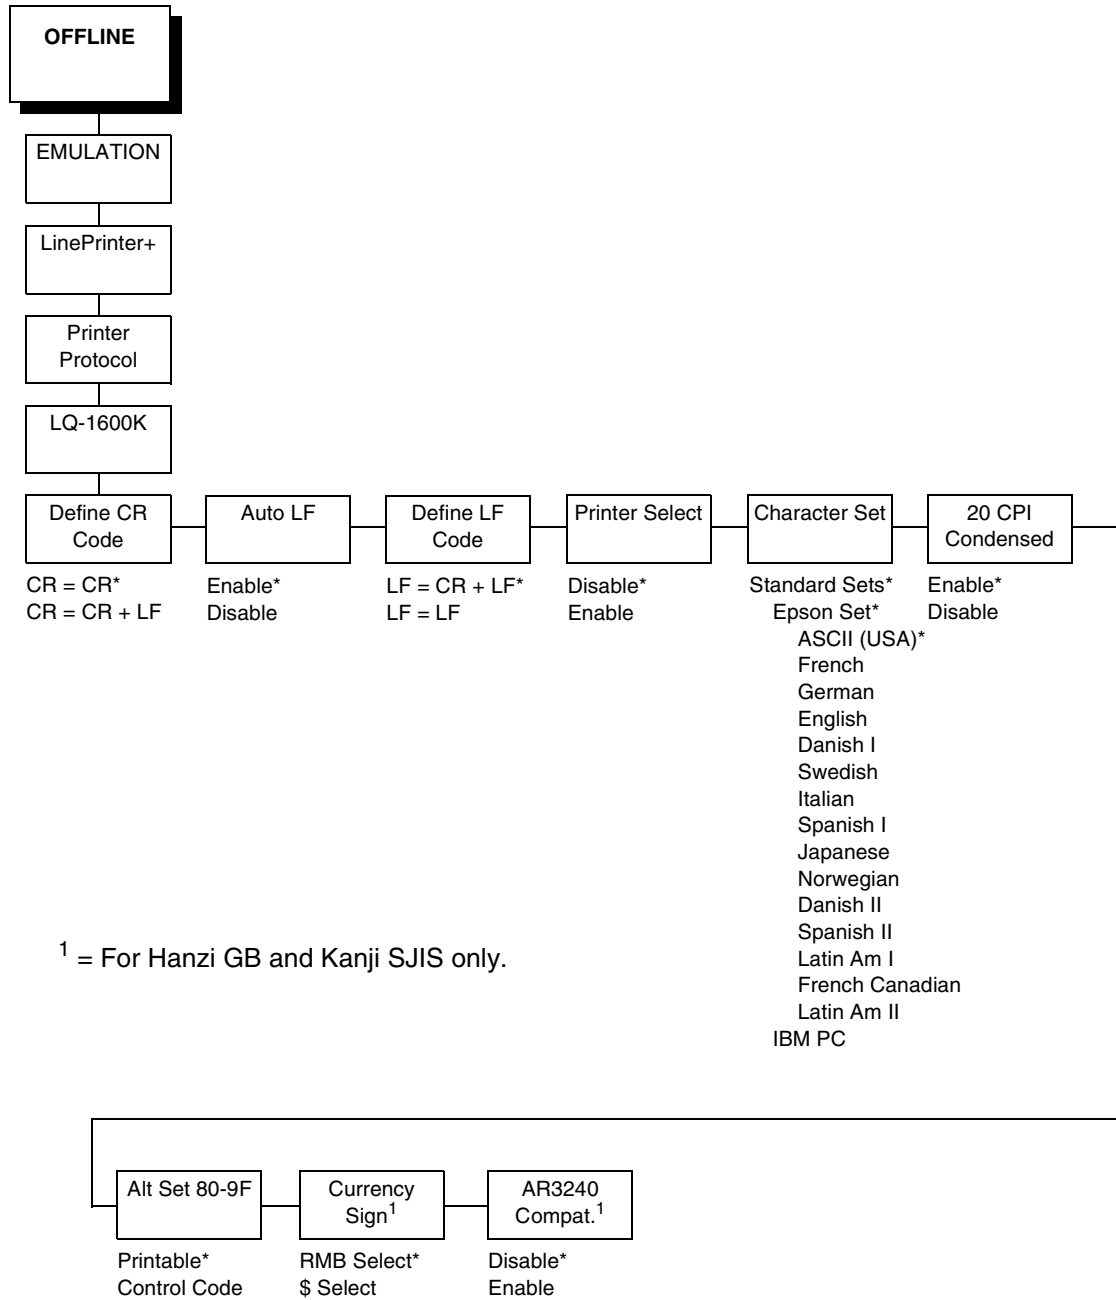 OFFLINE
EMULATION
LinePrinter+
Printer
Protocol
LQ-1600K
Define CR
Code
CR = CR*
CR = CR + LF
Auto LF
Enable*
Disable
Define LF
Code
LF = CR + LF*
LF = LF
Printer Select
Disable*
Enable
Character Set
Standard Sets*
Epson Set*
ASCII (USA)*
French
German
English
Danish I
Swedish
Italian
Spanish I
Japanese
Norwegian
Danish II
Spanish II
Latin Am I
French Canadian
Latin Am II
IBM PC
20 CPI
Condensed
Enable*
Disable
1 = For Hanzi GB and Kanji SJIS only.
Alt Set 80-9F
Printable*
Control Code
Currency
Sign1
RMB Select*
$ Select
AR3240
Compat.1
Disable*
Enable